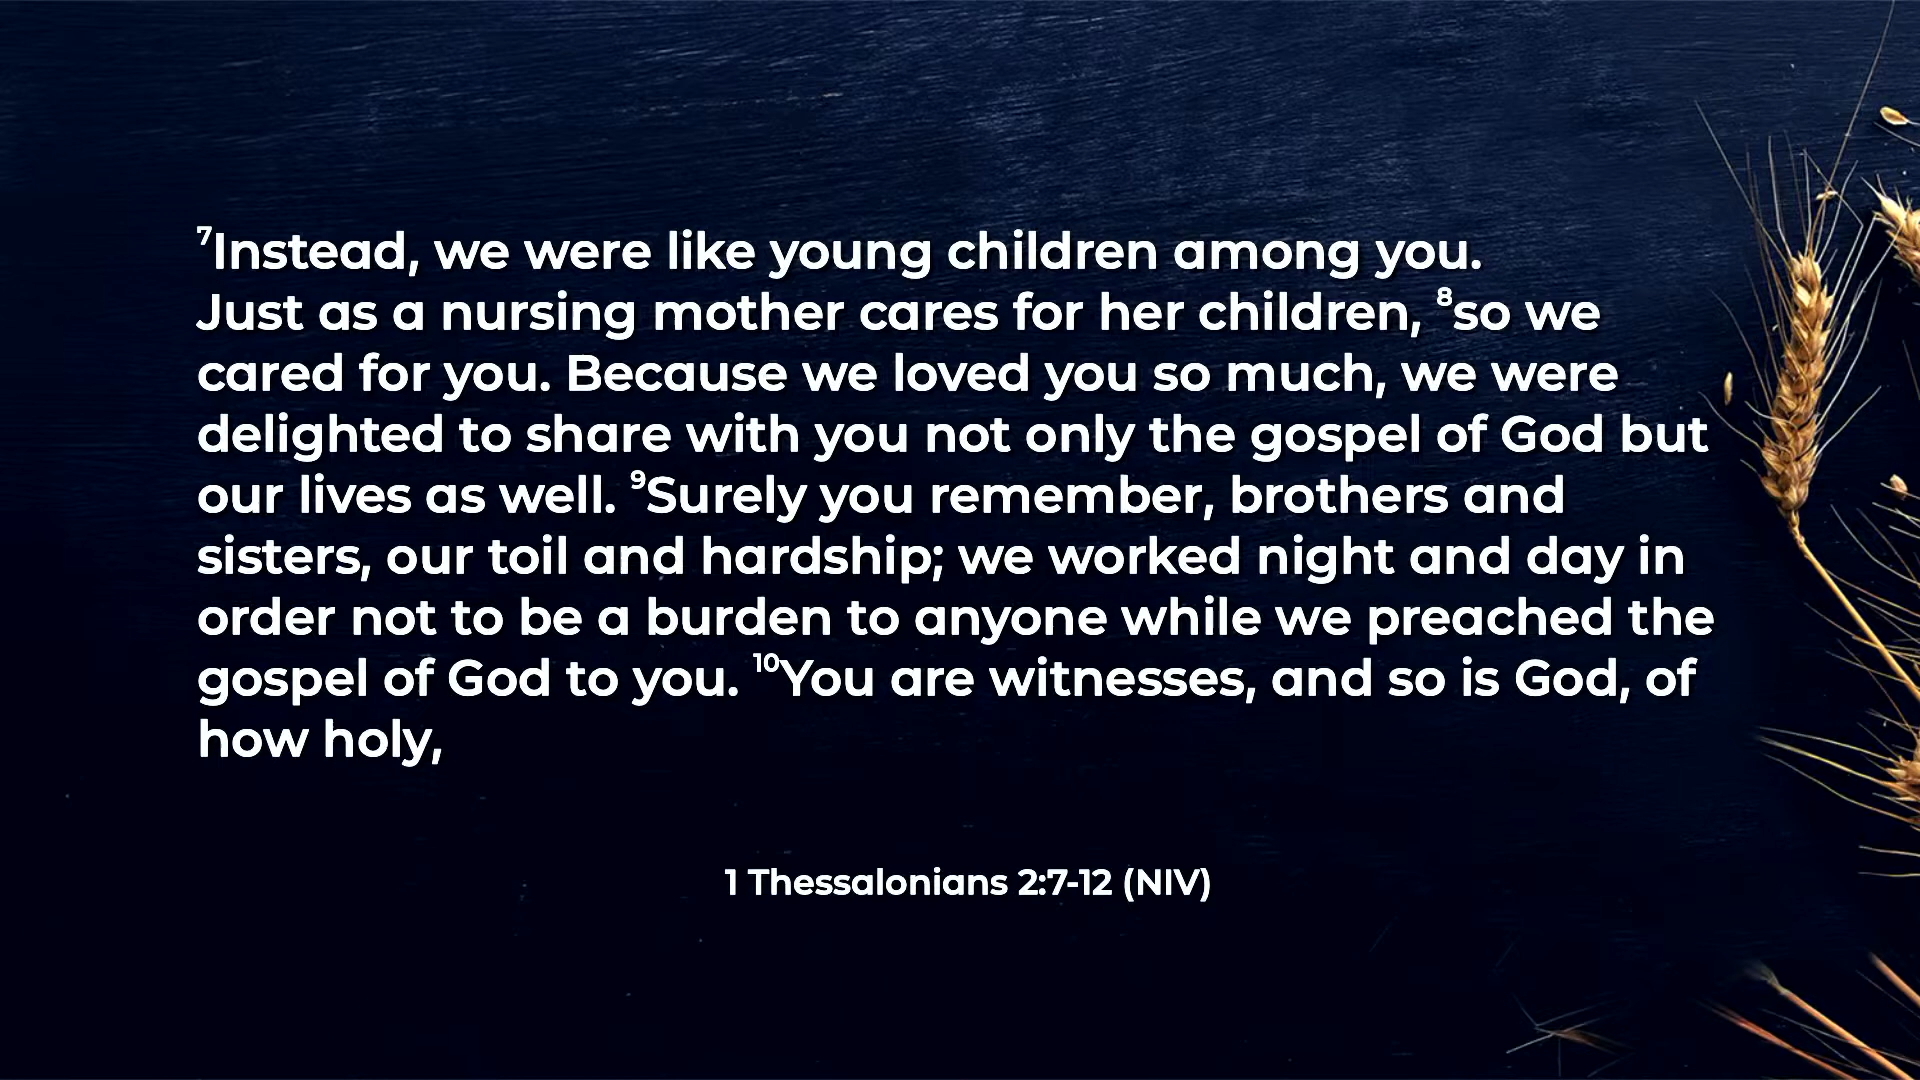 ⁷Instead, we were like young children among you.
Just as a nursing mother cares for her children, ⁸so we
cared for you. Because we loved you so much, we were
delighted to share with you not only the gospel of God but
our lives as well. ⁹Surely you remember, brothers and
sisters, our toil and hardship; we worked night and day in
order not to be a burden to anyone while we preached the
gospel of God to you. ¹⁰You are witnesses, and so is God, of
how holy,
1 Thessalonians 2:7-12 (NIV)